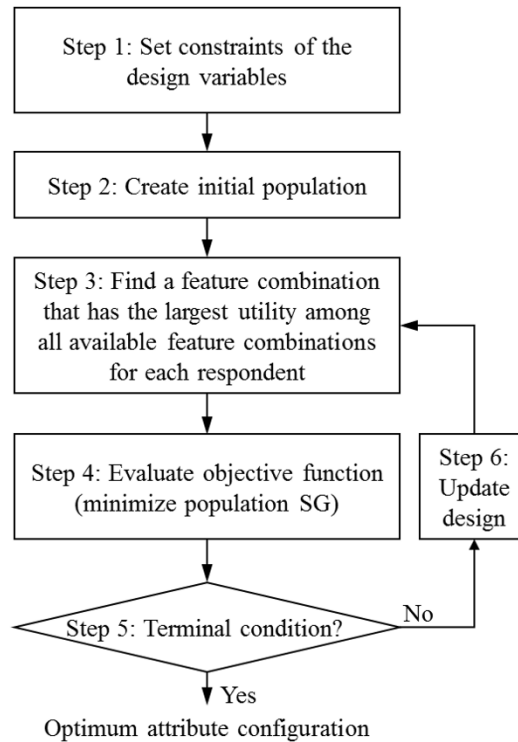 Step 1: Set constraints of the
design variables
Step 2: Create initial population
Step 3: Find a feature combination
that has the largest utility among
all available feature combinations
for each respondent
Step 4: Evaluate objective function
(minimize population SG)
Step 6:
Update
design
Step 5: Terminal condition?
No
Yes
Optimum attribute configuration